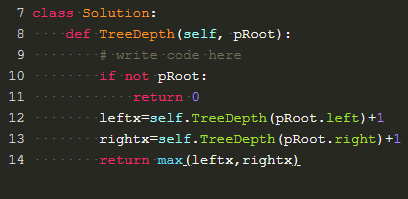 7 class Solution:
8     def TreeDepth(self, pRoot):
9         # write code here
10         if not pRoot:
11             return 0
12         leftx=self.TreeDepth(pRoot.left)+1
13         rightx=self.TreeDepth(pRoot.right)+1
14         return max(leftx,rightx)